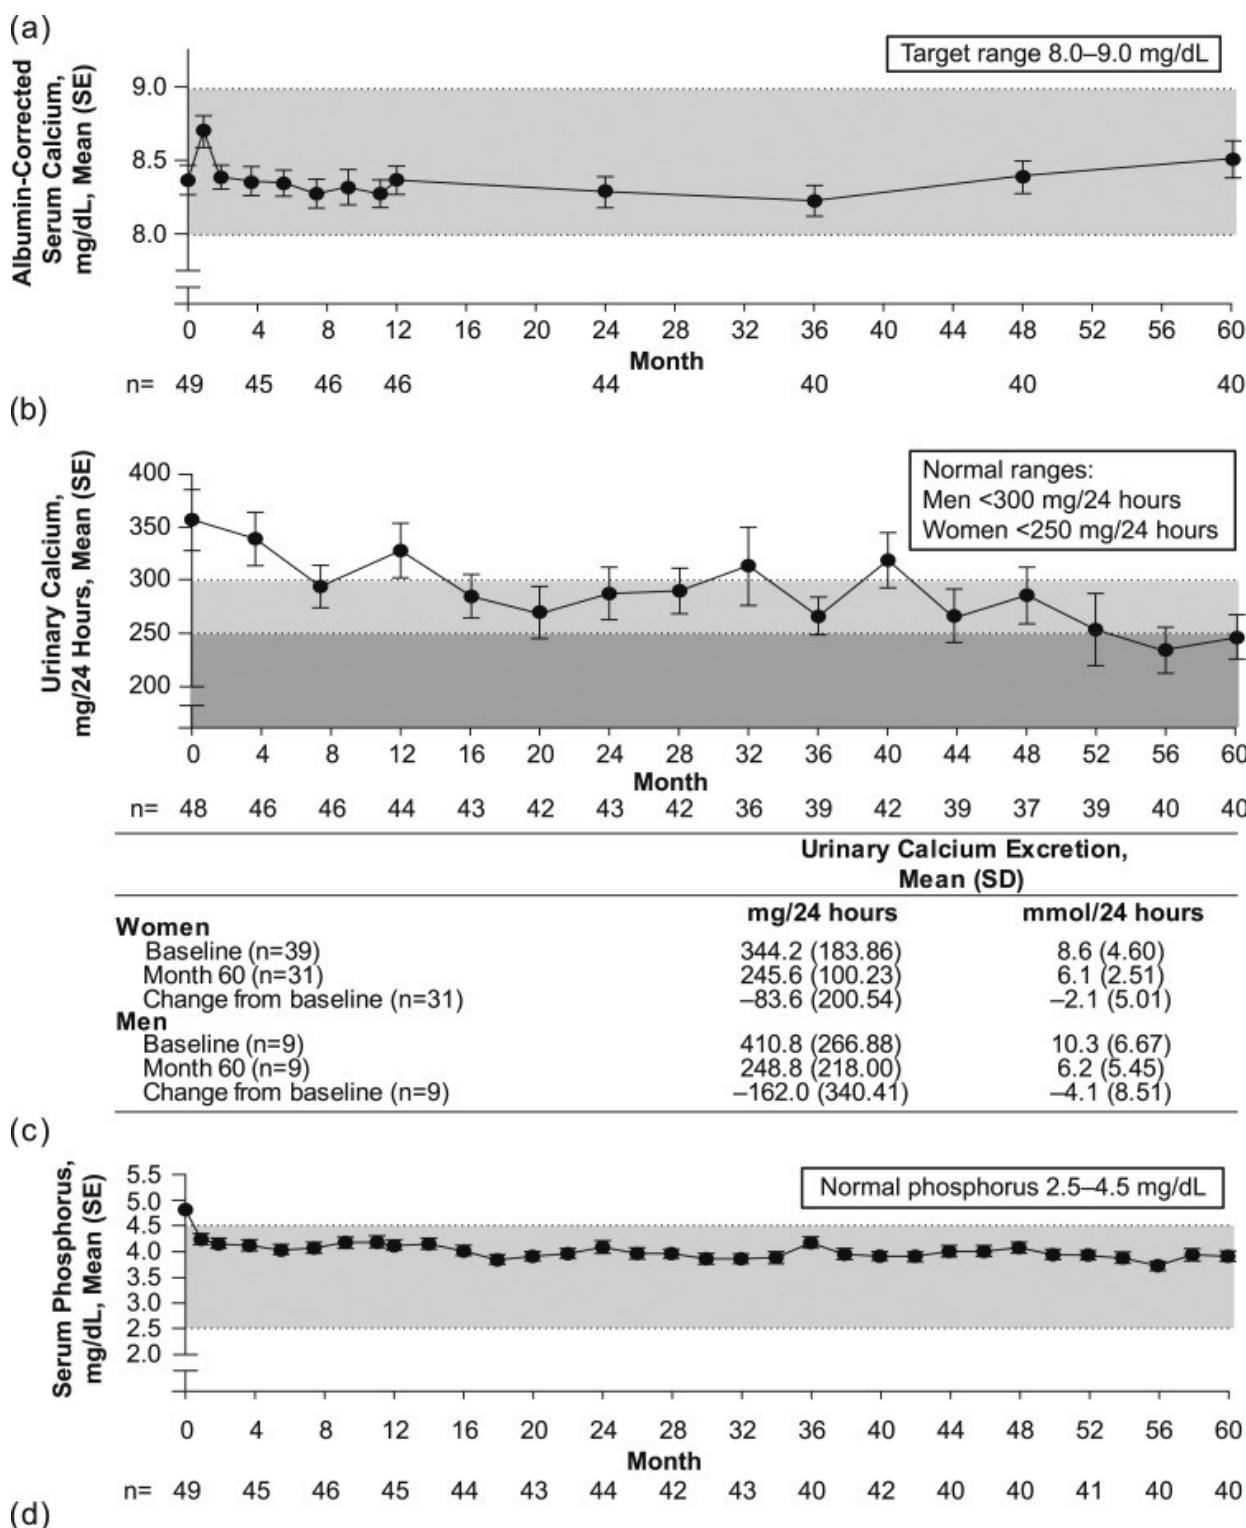 (a)
Target range 8.0–9.0 mg/dL
Albumin-Corrected
Serum Calcium,
mg/dL, Mean (SE)
9.0
8.5
8.0
0 4 8 12 16 20 24 28 32 36 40 44 48 52 56 60
Month
n= 49 45 46 46 44 40 40 40
(b)
Urinary Calcium,
mg/24 Hours, Mean (SE)
Normal ranges:
Men <300 mg/24 hours
Women <250 mg/24 hours
400
350
300
250
200
0 4 8 12 16 20 24 28 32 36 40 44 48 52 56 60
Month
n= 48 46 46 44 43 42 43 42 36 39 42 39 37 39 40 40
Urinary Calcium Excretion,
Mean (SD)
mg/24 hours mmol/24 hours
Women
Baseline (n=39) 344.2 (183.86) 8.6 (4.60)
Month 60 (n=31) 245.6 (100.23) 6.1 (2.51)
Change from baseline (n=31) –83.6 (200.54) –2.1 (5.01)
Men
Baseline (n=9) 410.8 (266.88) 10.3 (6.67)
Month 60 (n=9) 248.8 (218.00) 6.2 (5.45)
Change from baseline (n=9) –162.0 (340.41) –4.1 (8.51)
(c)
Serum Phosphorus,
mg/dL, Mean (SE)
Normal phosphorus 2.5–4.5 mg/dL
5.5
5.0
4.5
4.0
3.5
3.0
2.5
2.0
0 4 8 12 16 20 24 28 32 36 40 44 48 52 56 60
Month
n= 49 45 46 45 44 43 44 42 43 40 42 40 40 41 40 40
(d)